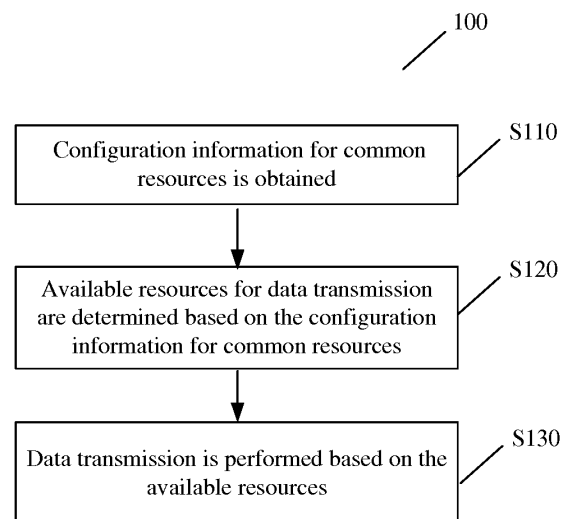 100
Configuration information for common
resources is obtained
S110
Available resources for data transmission
are determined based on the configuration
information for common resources
S120
Data transmission is performed based on the
available resources
S130